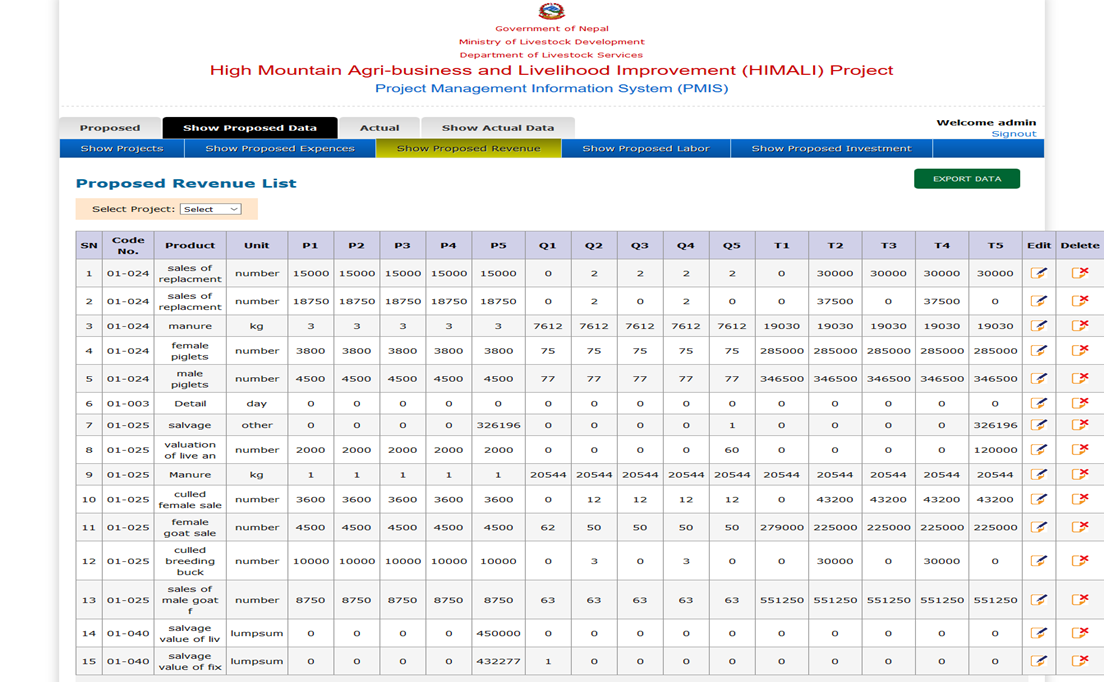 Government of Nepal
Ministry of Livestock Development
Department of Livestock Services
High Mountain Agri-business and Livelihood Improvement (HIMALI) Project
Project Management Information System (PMIS)
Proposed Show Proposed Data Actual Show Actual Data
Welcome admin
Signout
Show Projects Show Proposed Expences Show Proposed Revenue Show Proposed Labor Show Proposed Investment
Proposed Revenue List
EXPORT DATA
Select Project: Select
SN Code No. Product Unit P1 P2 P3 P4 P5 Q1 Q2 Q3 Q4 Q5 T1 T2 T3 T4 T5 Edit Delete
1 01-024 sales of replacment number 15000 15000 15000 15000 15000 0 2 2 2 2 0 30000 30000 30000 30000
2 01-024 sales of replacment number 18750 18750 18750 18750 18750 0 2 0 2 0 0 37500 0 37500 0
3 01-024 manure kg 3 3 3 3 3 7612 7612 7612 7612 7612 19030 19030 19030 19030 19030
4 01-024 female piglets number 3800 3800 3800 3800 3800 75 75 75 75 75 285000 285000 285000 285000 285000
5 01-024 male piglets number 4500 4500 4500 4500 4500 77 77 77 77 77 346500 346500 346500 346500 346500
6 01-003 Detail day 0 0 0 0 0 0 0 0 0 0 0 0 0 0 0
7 01-025 salvage other 0 0 0 0 326196 0 0 0 0 1 0 0 0 0 326196
8 01-025 valuation of live an number 2000 2000 2000 2000 2000 0 0 0 0 60 0 0 0 0 120000
9 01-025 Manure kg 1 1 1 1 1 20544 20544 20544 20544 20544 20544 20544 20544 20544 20544
10 01-025 culled female sale number 3600 3600 3600 3600 3600 0 12 12 12 12 0 43200 43200 43200 43200
11 01-025 female goat sale number 4500 4500 4500 4500 4500 62 50 50 50 50 279000 225000 225000 225000 225000
12 01-025 culled breeding buck number 10000 10000 10000 10000 10000 0 3 0 3 0 0 30000 0 30000 0
13 01-025 sales of male goat f number 8750 8750 8750 8750 8750 63 63 63 63 63 551250 551250 551250 551250 551250
14 01-040 salvage value of liv lumpsum 0 0 0 0 450000 0 0 0 0 0 0 0 0 0 0
15 01-040 salvage value of fix lumpsum 0 0 0 0 432277 1 0 0 0 0 0 0 0 0 0